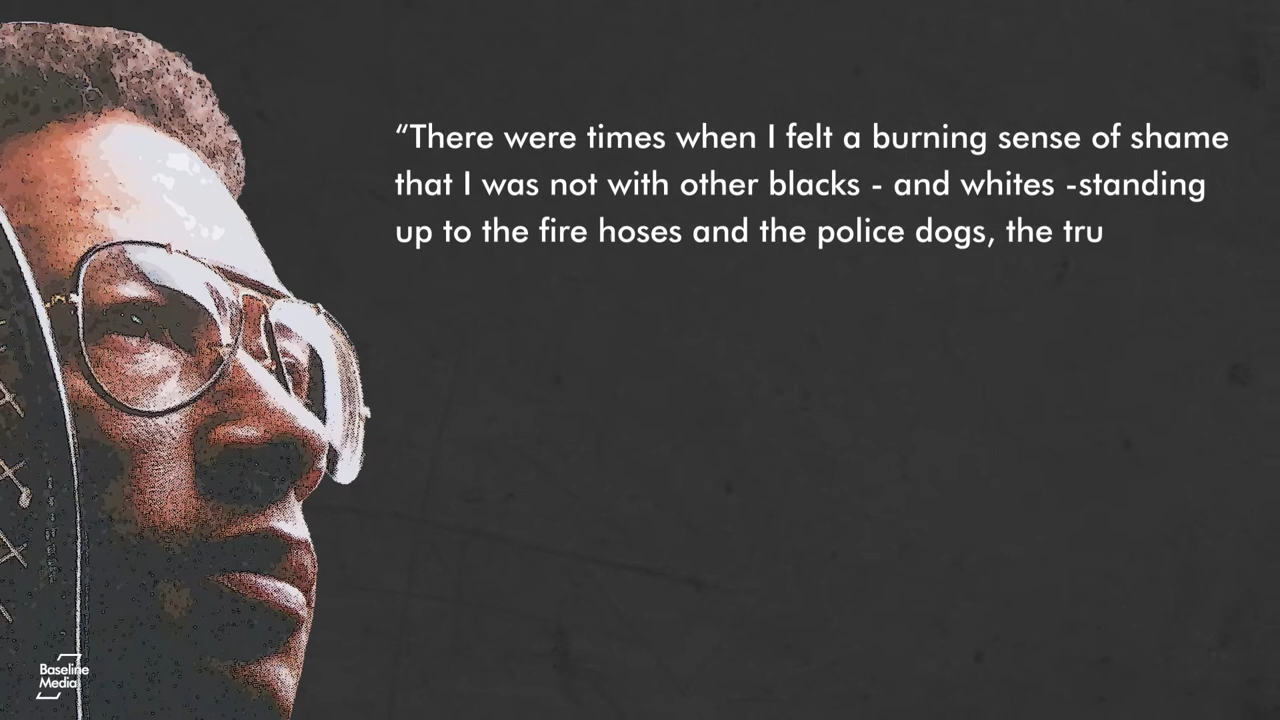 “There were times when I felt a burning sense of shame
that I was not with other blacks - and whites -standing
up to the fire hoses and the police dogs, the tru
Baseline
Media